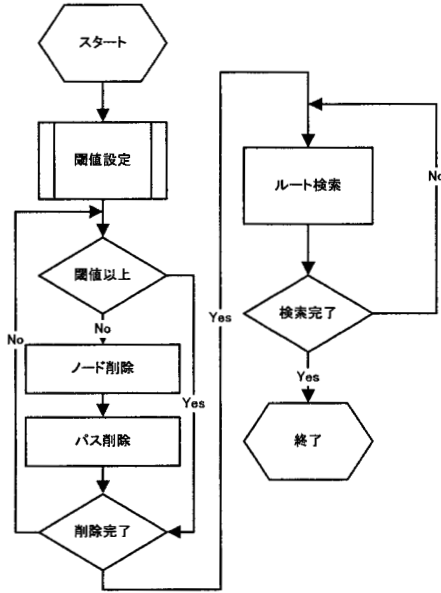 スタート
閾値設定
閾値以上
No
No
ノード削除
Yes
パス削除
削除完了
Yes
ルート検索
No
検索完了
Yes
終了